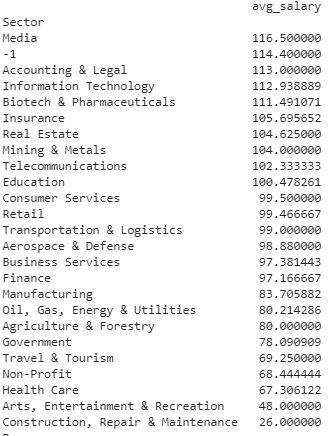 avg_salary
Sector
Media 116.500000
-1 114.400000
Accounting & Legal 113.000000
Information Technology 112.938889
Biotech & Pharmaceuticals 111.491071
Insurance 105.695652
Real Estate 104.625000
Mining & Metals 104.000000
Telecommunications 102.333333
Education 100.478261
Consumer Services 99.500000
Retail 99.466667
Transportation & Logistics 99.000000
Aerospace & Defense 98.880000
Business Services 97.381443
Finance 97.166667
Manufacturing 83.705882
Oil, Gas, Energy & Utilities 80.214286
Agriculture & Forestry 80.000000
Government 78.090909
Travel & Tourism 69.250000
Non-Profit 68.444444
Health Care 67.306122
Arts, Entertainment & Recreation 48.000000
Construction, Repair & Maintenance 26.000000